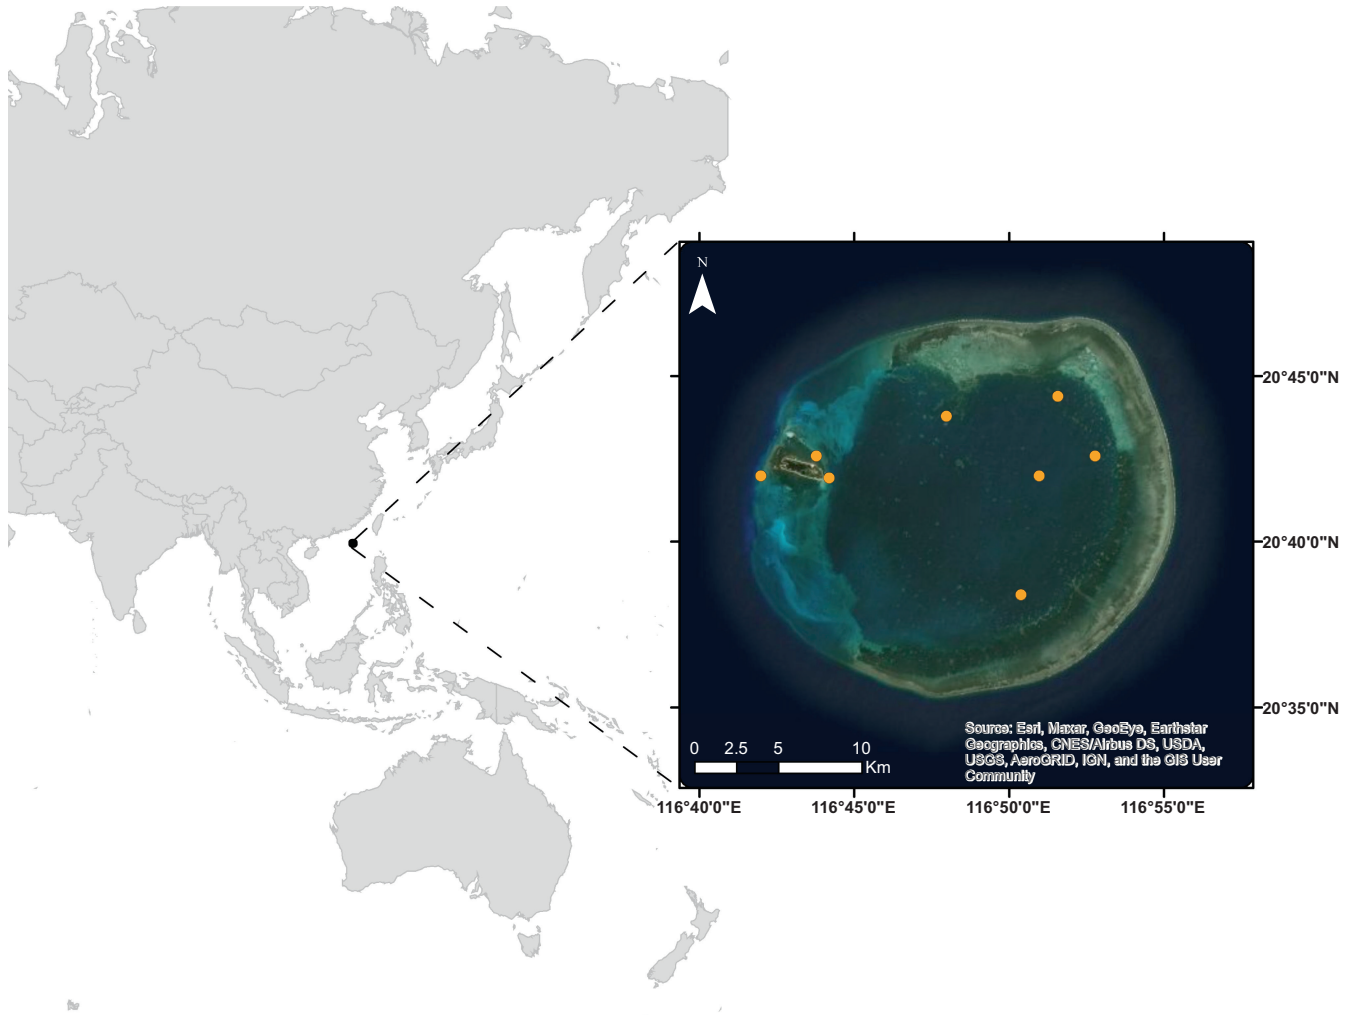 N
20°45'0"N
20°40'0"N
20°35'0"N
Source: Esri, Maxar, GeoEye, Earthstar
Geographics, CNES/Airbus DS, USDA,
USGS, AeroGRID, IGN, and the GIS User
Community
0 2.5 5 10
Km
116°40'0"E 116°45'0"E 116°50'0"E 116°55'0"E